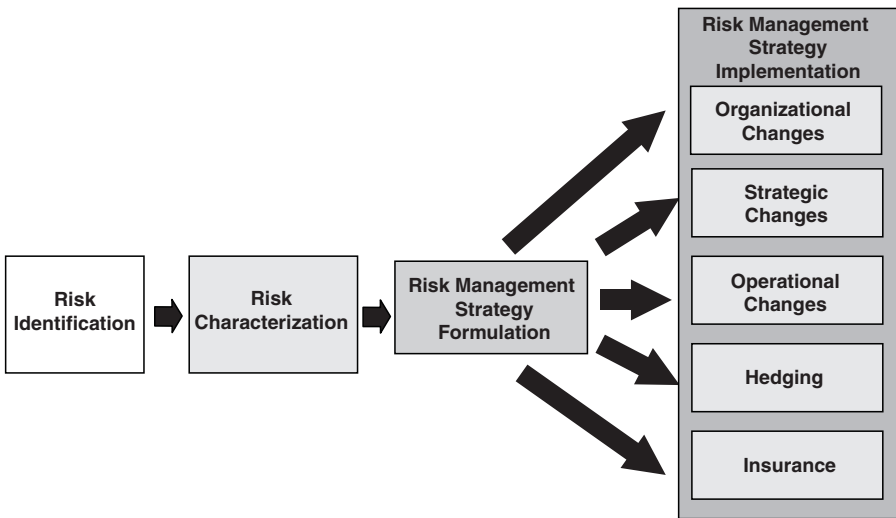 Risk
Identification
Risk
Characterization
Risk Management
Strategy
Formulation
Risk Management
Strategy
Implementation
Organizational
Changes
Strategic
Changes
Operational
Changes
Hedging
Insurance